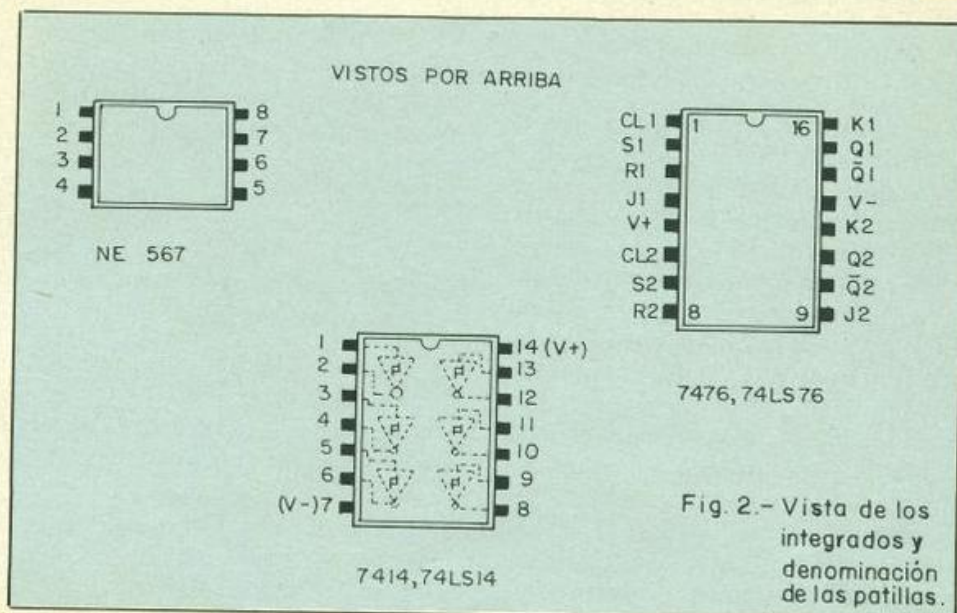 VISTOS POR ARRIBA
1 8
2 7
3 6
4 5
NE 567
CL1 1 16 K1
S1 Q1
R1 Q̄1
J1 V-
V+ K2
CL2 Q2
S2 Q̄2
R2 8 9 J2
7476, 74LS76
1 14 (V+)
2 13
3 12
4 11
5 10
6 9
(V-) 7 8
7414, 74LS14
Fig. 2.- Vista de los
integrados y
denominación
de las patillas.